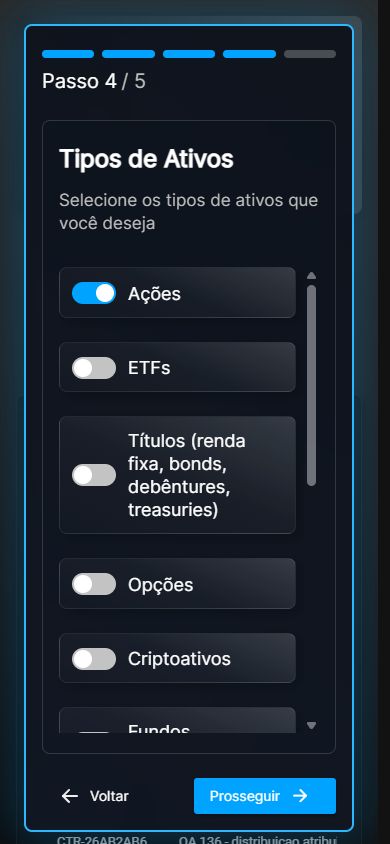 Passo 4 / 5
Tipos de Ativos
Selecione os tipos de ativos que
você deseja
Ações
ETFs
Títulos (renda
fixa, bonds,
debêntures,
treasuries)
Opções
Criptoativos
Fundos
Voltar
Prosseguir
CTR-26AB2AB6 QA 136 - distribuicao atribu